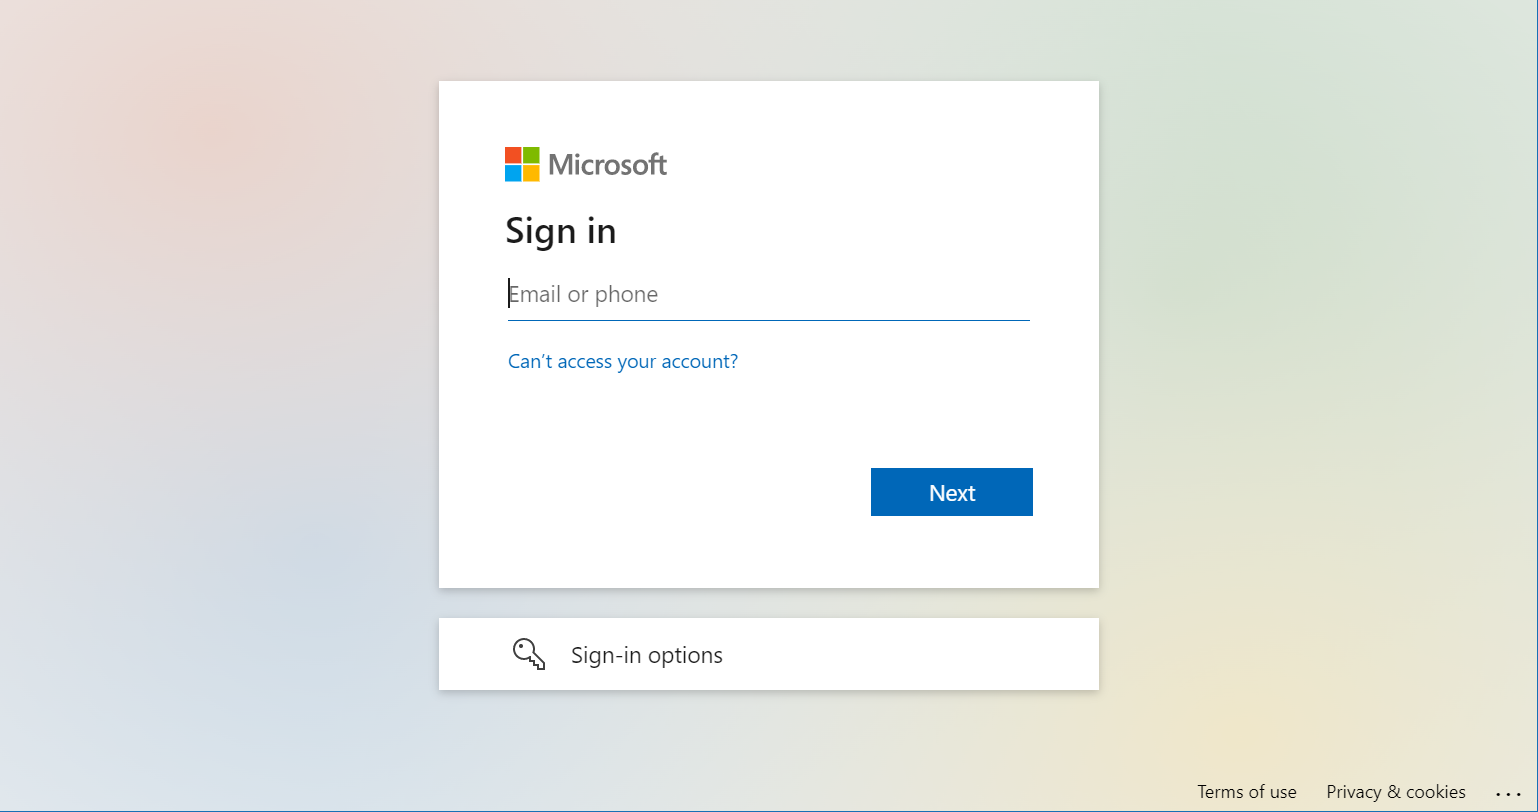 Microsoft
Sign in
Email or phone
Can’t access your account?
Next
Sign-in options
Terms of use Privacy & cookies ...